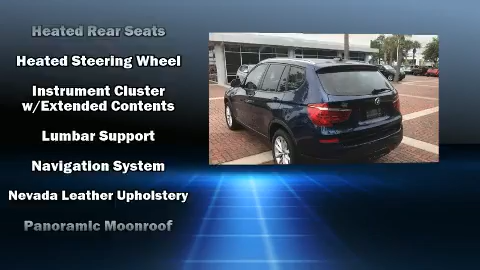 Heated Rear Seats
Heated Steering Wheel
Instrument Cluster
w/Extended Contents
Lumbar Support
Navigation System
Nevada Leather Upholstery
Panoramic Moonroof